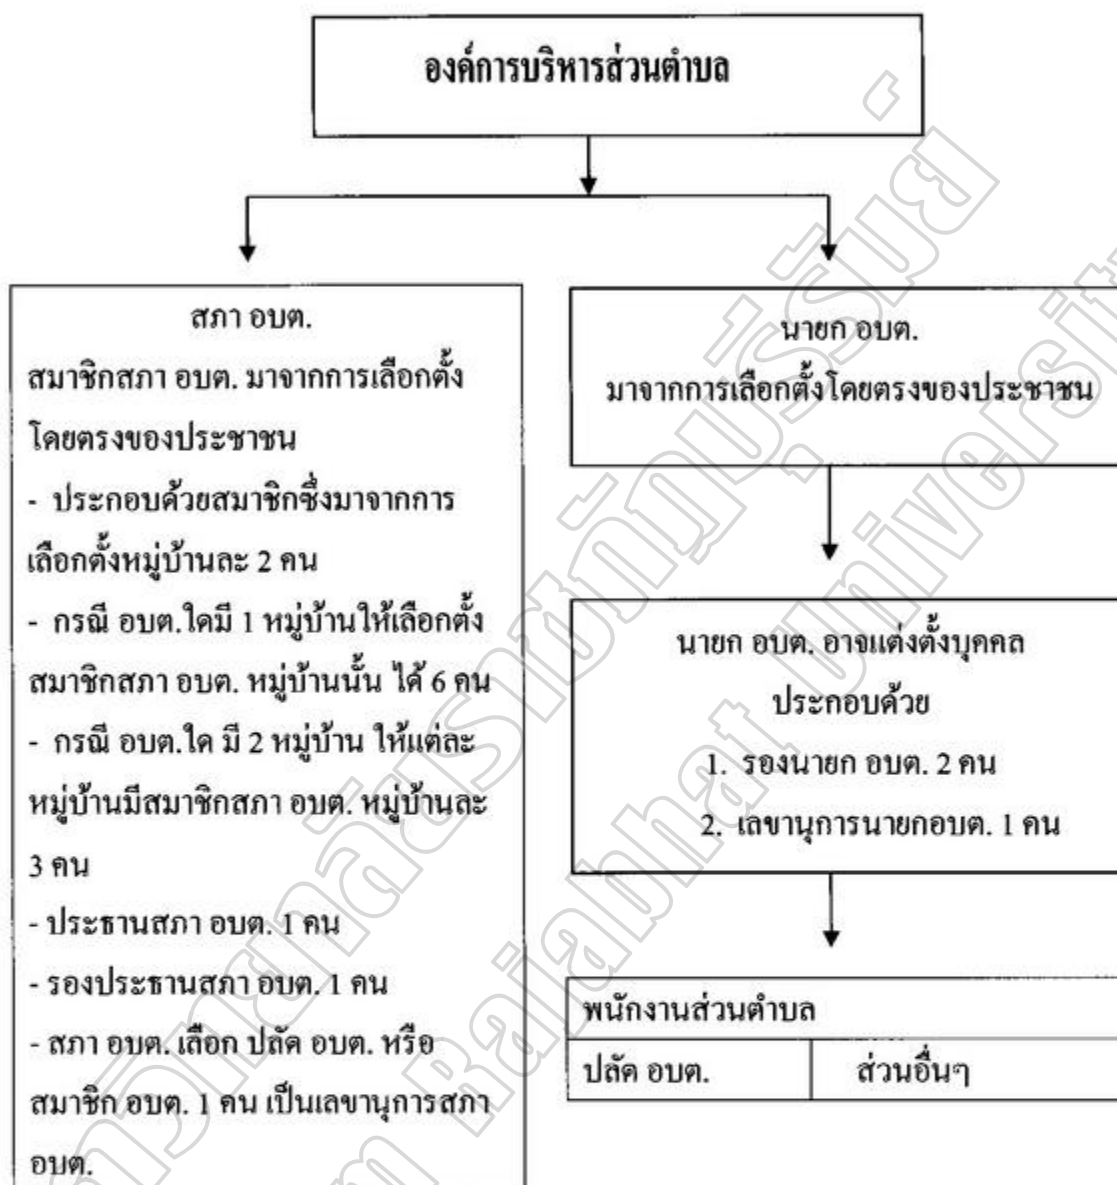 องค์การบริหารส่วนตำบล
สภา อบต.
สมาชิกสภา อบต. มาจากการเลือกตั้ง
โดยตรงของประชาชน
- ประกอบด้วยสมาชิกซึ่งมาจากการ
เลือกตั้งหมู่บ้านละ 2 คน
- กรณี อบต.ใดมี 1 หมู่บ้านให้เลือกตั้ง
สมาชิกสภา อบต. หมู่บ้านนั้น ได้ 6 คน
- กรณี อบต.ใด มี 2 หมู่บ้าน ให้แต่ละ
หมู่บ้านมีสมาชิกสภา อบต. หมู่บ้านละ
3 คน
- ประธานสภา อบต. 1 คน
- รองประธานสภา อบต. 1 คน
- สภา อบต. เลือก ปลัด อบต. หรือ
สมาชิก อบต. 1 คน เป็นเลขานุการสภา
อบต.
นายก อบต.
มาจากการเลือกตั้งโดยตรงของประชาชน
นายก อบต. อาจแต่งตั้งบุคคล
ประกอบด้วย
1. รองนายก อบต. 2 คน
2. เลขานุการนายกอบต. 1 คน
พนักงานส่วนตำบล
ปลัด อบต.
ส่วนอื่นๆ
Rajabhat University